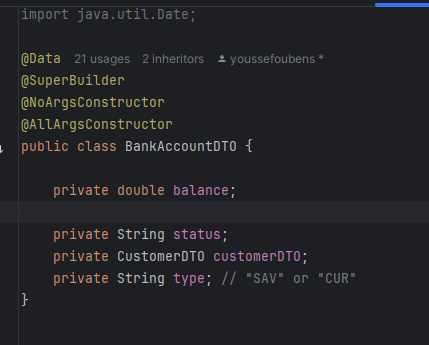 import java.util.Date;
@Data 21 usages 2 inheritors youssefoubens *
@SuperBuilder
@NoArgsConstructor
@AllArgsConstructor
public class BankAccountDTO {
private double balance;
private String status;
private CustomerDTO customerDTO;
private String type; // "SAV" or "CUR"
}